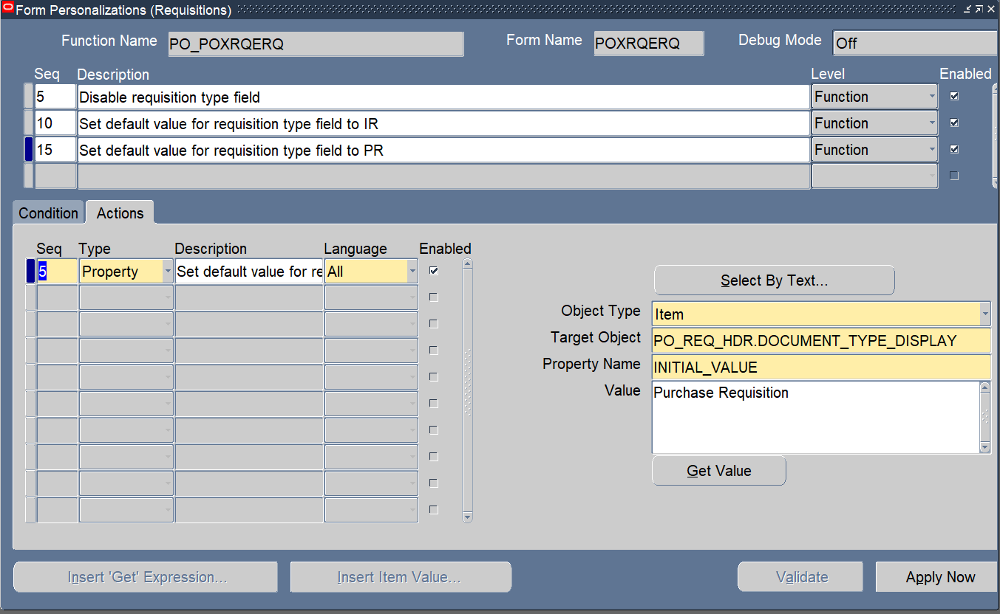 Form Personalizations (Requisitions)
Function Name PO_POXRQERQ Form Name POXRQERQ Debug Mode Off
Seq Description Level Enabled
5 Disable requisition type field Function
10 Set default value for requisition type field to IR Function
15 Set default value for requisition type field to PR Function
Condition Actions
Seq Type Description Language Enabled
5 Property Set default value for re All
Select By Text...
Object Type Item
Target Object PO_REQ_HDR.DOCUMENT_TYPE_DISPLAY
Property Name INITIAL_VALUE
Value Purchase Requisition
Get Value
Insert 'Get' Expression... Insert Item Value... Validate Apply Now